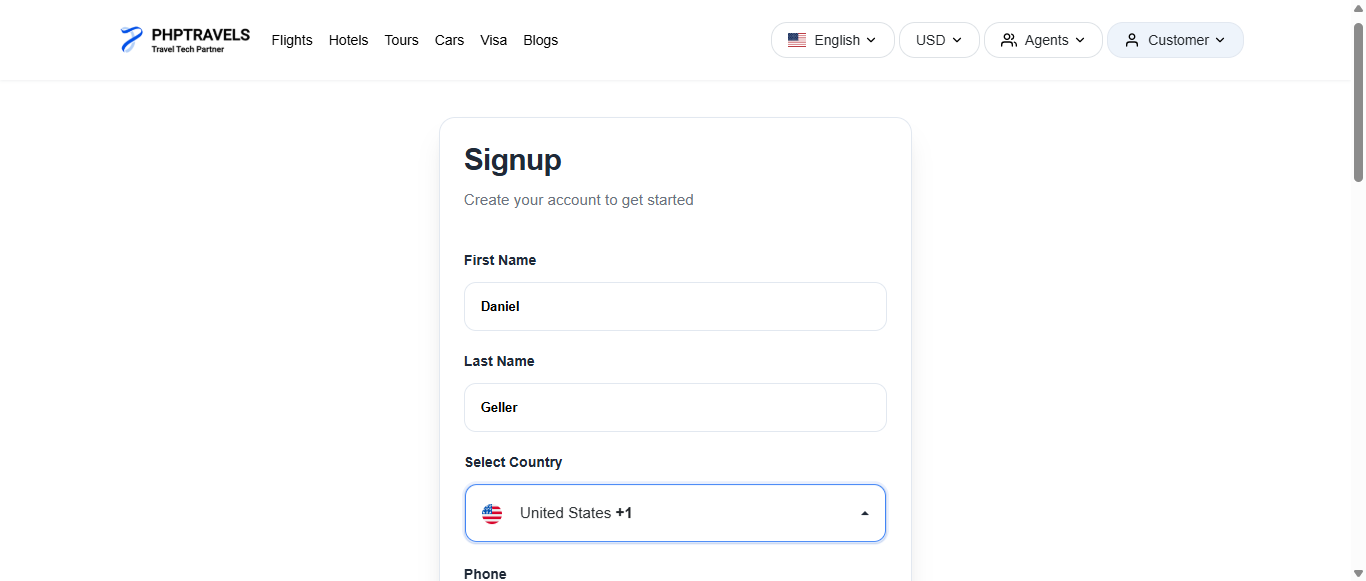 PHPTRAVELS
Travel Tech Partner
Flights Hotels Tours Cars Visa Blogs
English USD Agents Customer
Signup
Create your account to get started
First Name
Daniel
Last Name
Geller
Select Country
United States +1
Phone